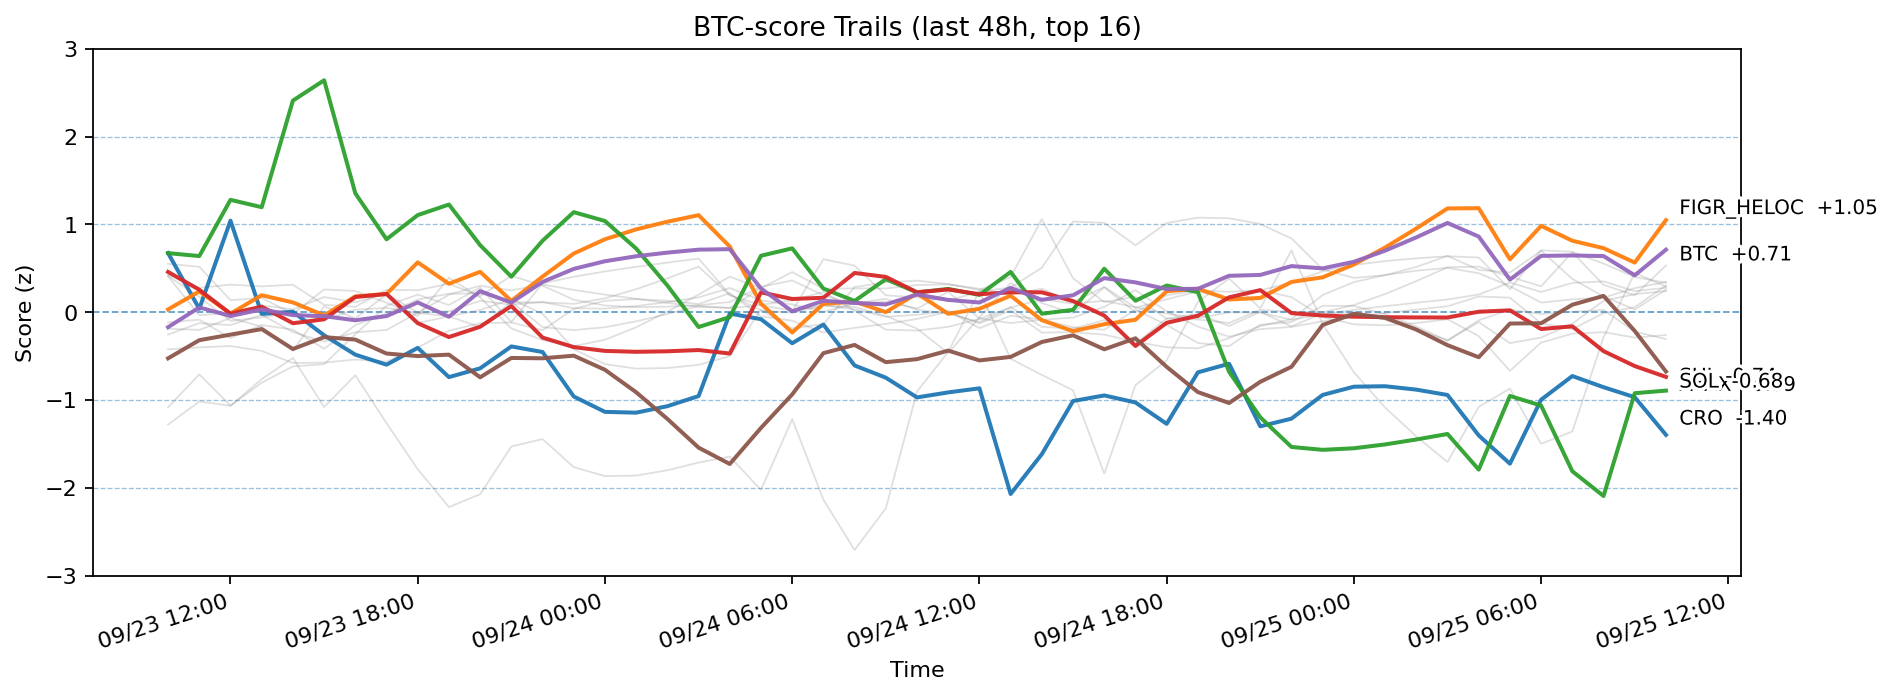 BTC-score Trails (last 48h, top 16)
Score (z)
3
2
1
0
−1
−2
−3
FIGR_HELOC +1.05
BTC +0.71
CRO -1.40
09/23 12:00
09/23 18:00
09/24 00:00
09/24 06:00
09/24 12:00
09/24 18:00
09/25 00:00
09/25 06:00
09/25 12:00
Time